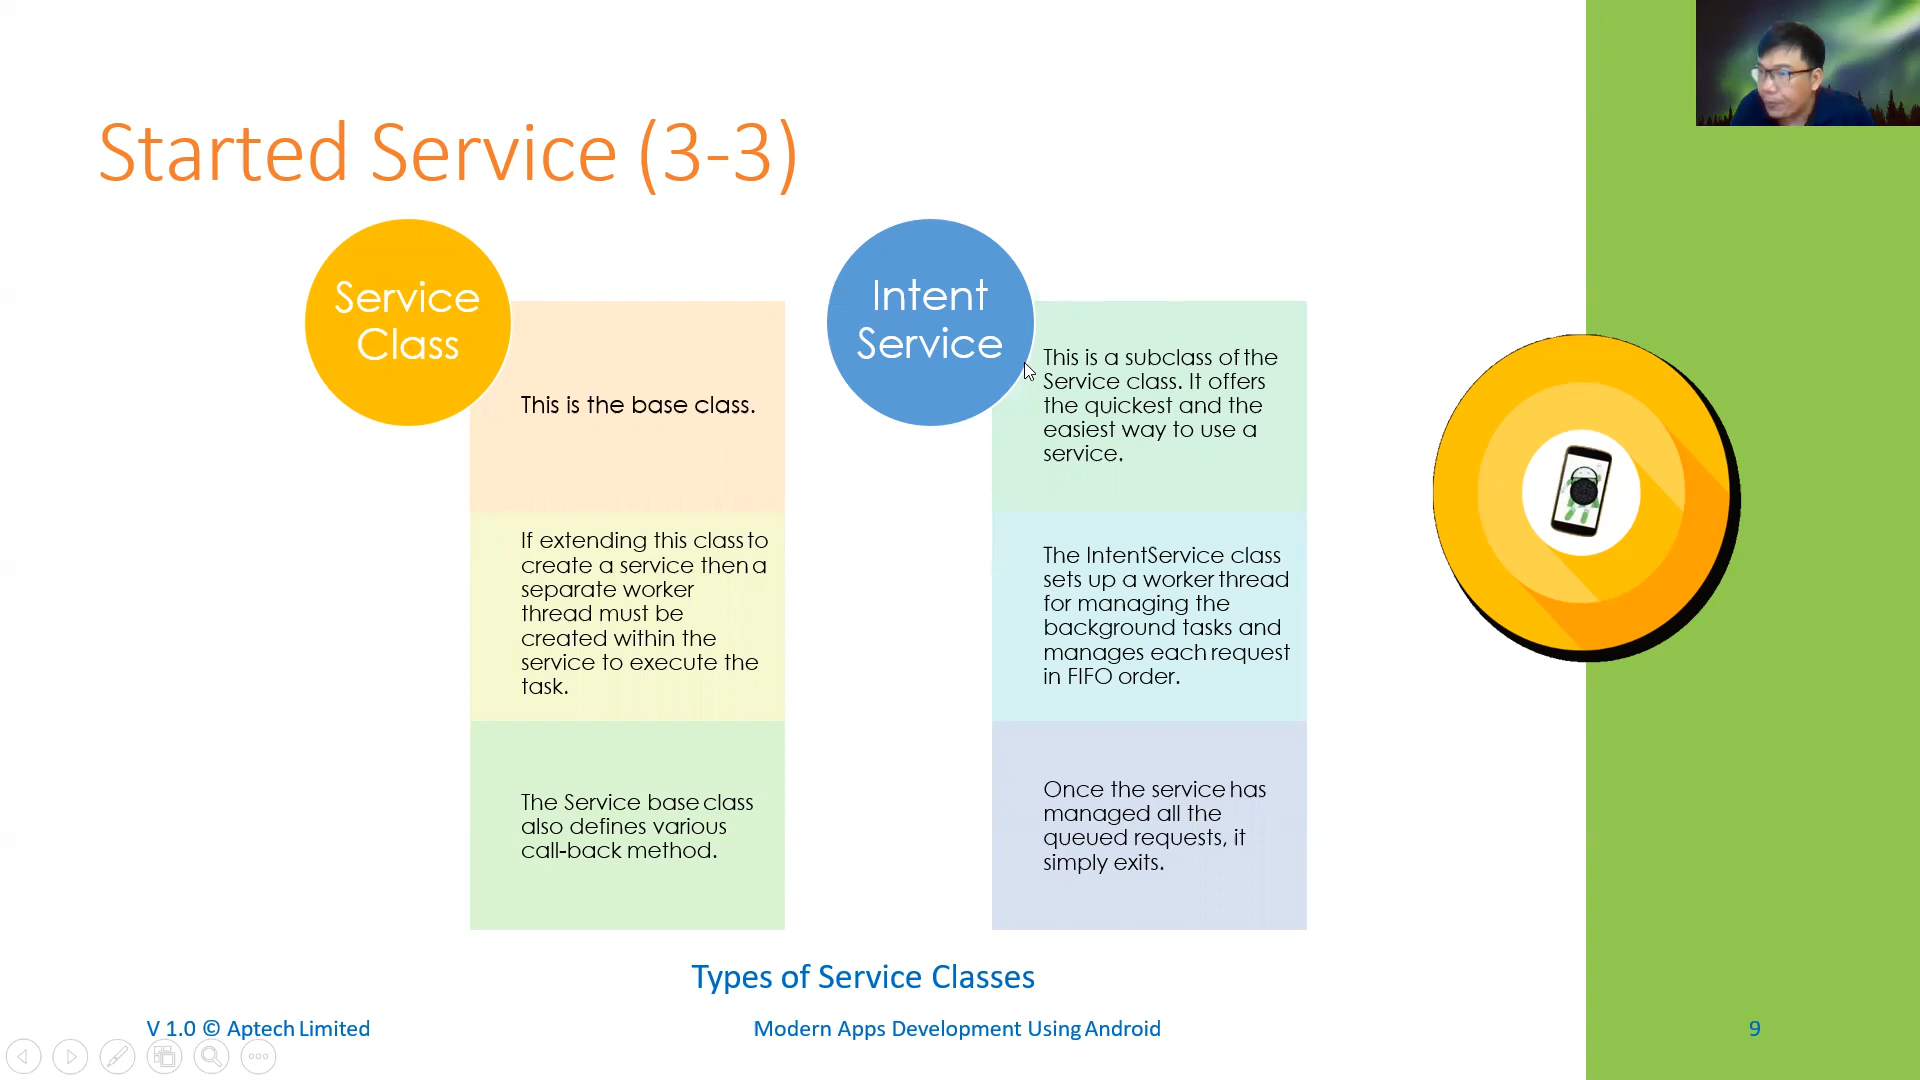 Started Service (3-3)
Service
Class
This is the base class.
If extending this class to
create a service then a
separate worker
thread must be
created within the
service to execute the
task.
The Service base class
also defines various
call-back method.
Intent
Service
This is a subclass of the
Service class. It offers
the quickest and the
easiest way to use a
service.
The IntentService class
sets up a worker thread
for managing the
background tasks and
manages each request
in FIFO order.
Once the service has
managed all the
queued requests, it
simply exits.
Types of Service Classes
V 1.0 © Aptech Limited
Modern Apps Development Using Android
9